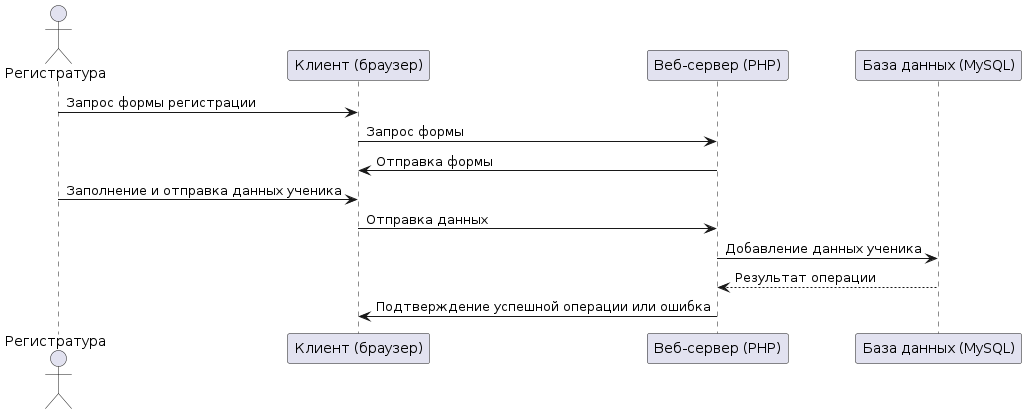 Регистратура
Клиент (браузер)
Веб-сервер (PHP)
База данных (MySQL)
Запрос формы регистрации
Запрос формы
Отправка формы
Заполнение и отправка данных ученика
Отправка данных
Добавление данных ученика
Результат операции
Подтверждение успешной операции или ошибка
Регистратура
Клиент (браузер)
Веб-сервер (PHP)
База данных (MySQL)